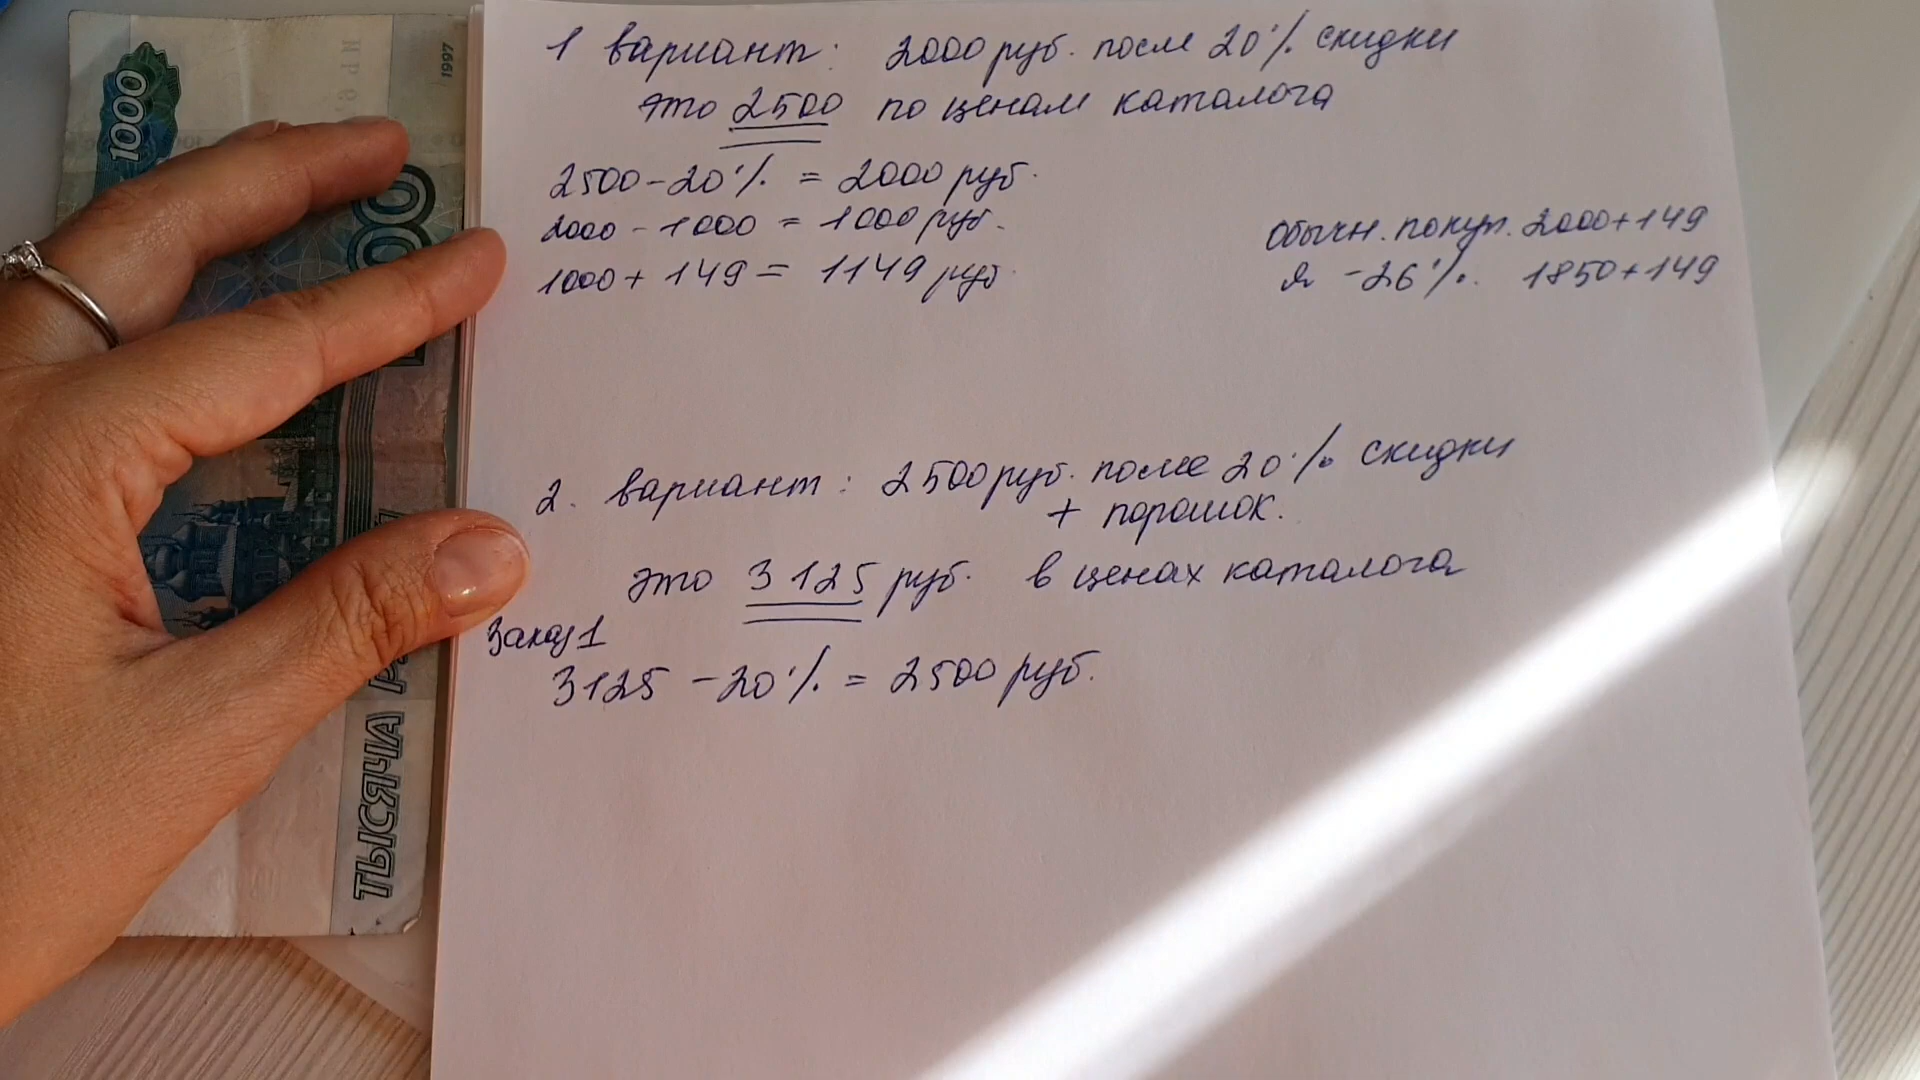 1 вариант: 2000 руб. после 20% скидки
это 2500 по ценам каталога
2500 - 20% = 2000 руб.
2000 - 1000 = 1000 руб.
1000 + 149 = 1149 руб.
Обычн. покуп. 2000 + 149
Я -26%. 1850 + 149
2. вариант: 2500 руб. после 20% скидки
+ порошок.
это 3125 руб. в ценах каталога
Заказ 1
3125 - 20% = 2500 руб.
1000
1997
ТЫСЯЧА